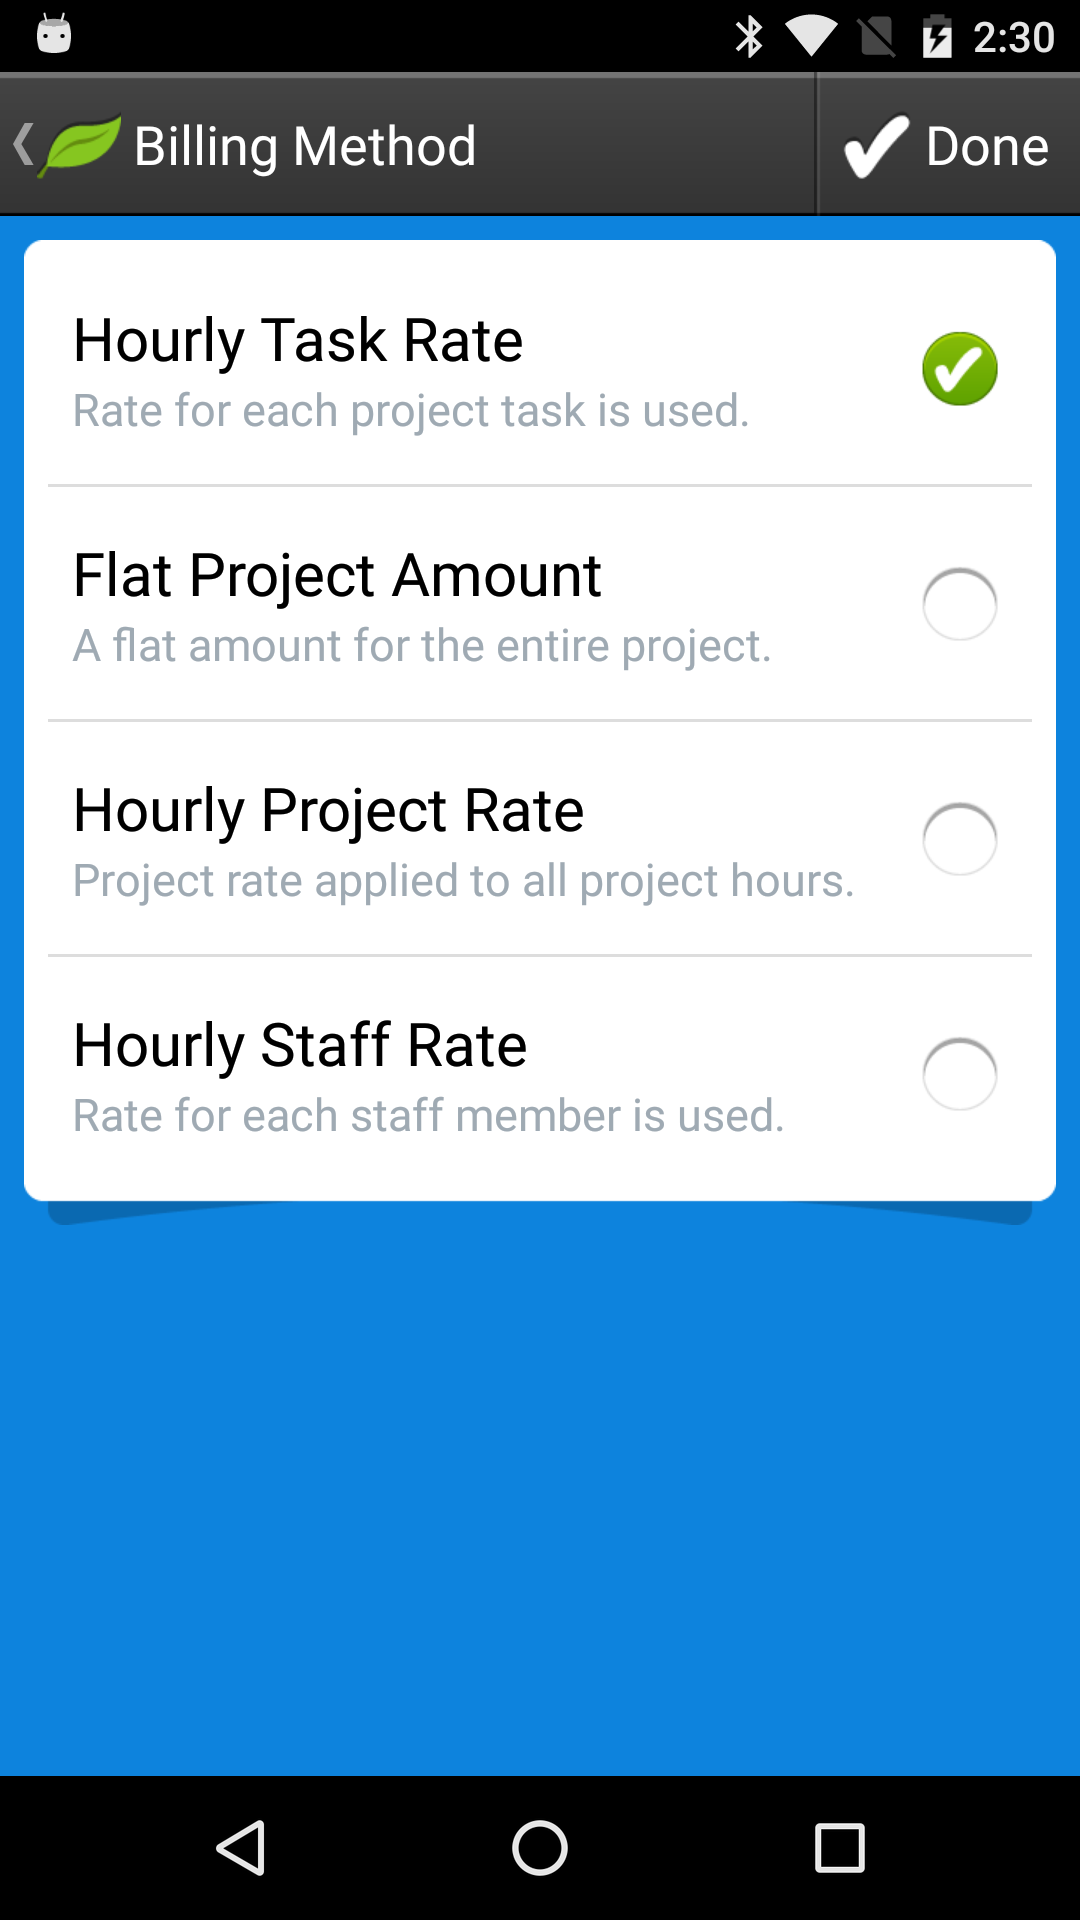 2:30
Billing Method
Done
Hourly Task Rate
Rate for each project task is used.
Flat Project Amount
A flat amount for the entire project.
Hourly Project Rate
Project rate applied to all project hours.
Hourly Staff Rate
Rate for each staff member is used.